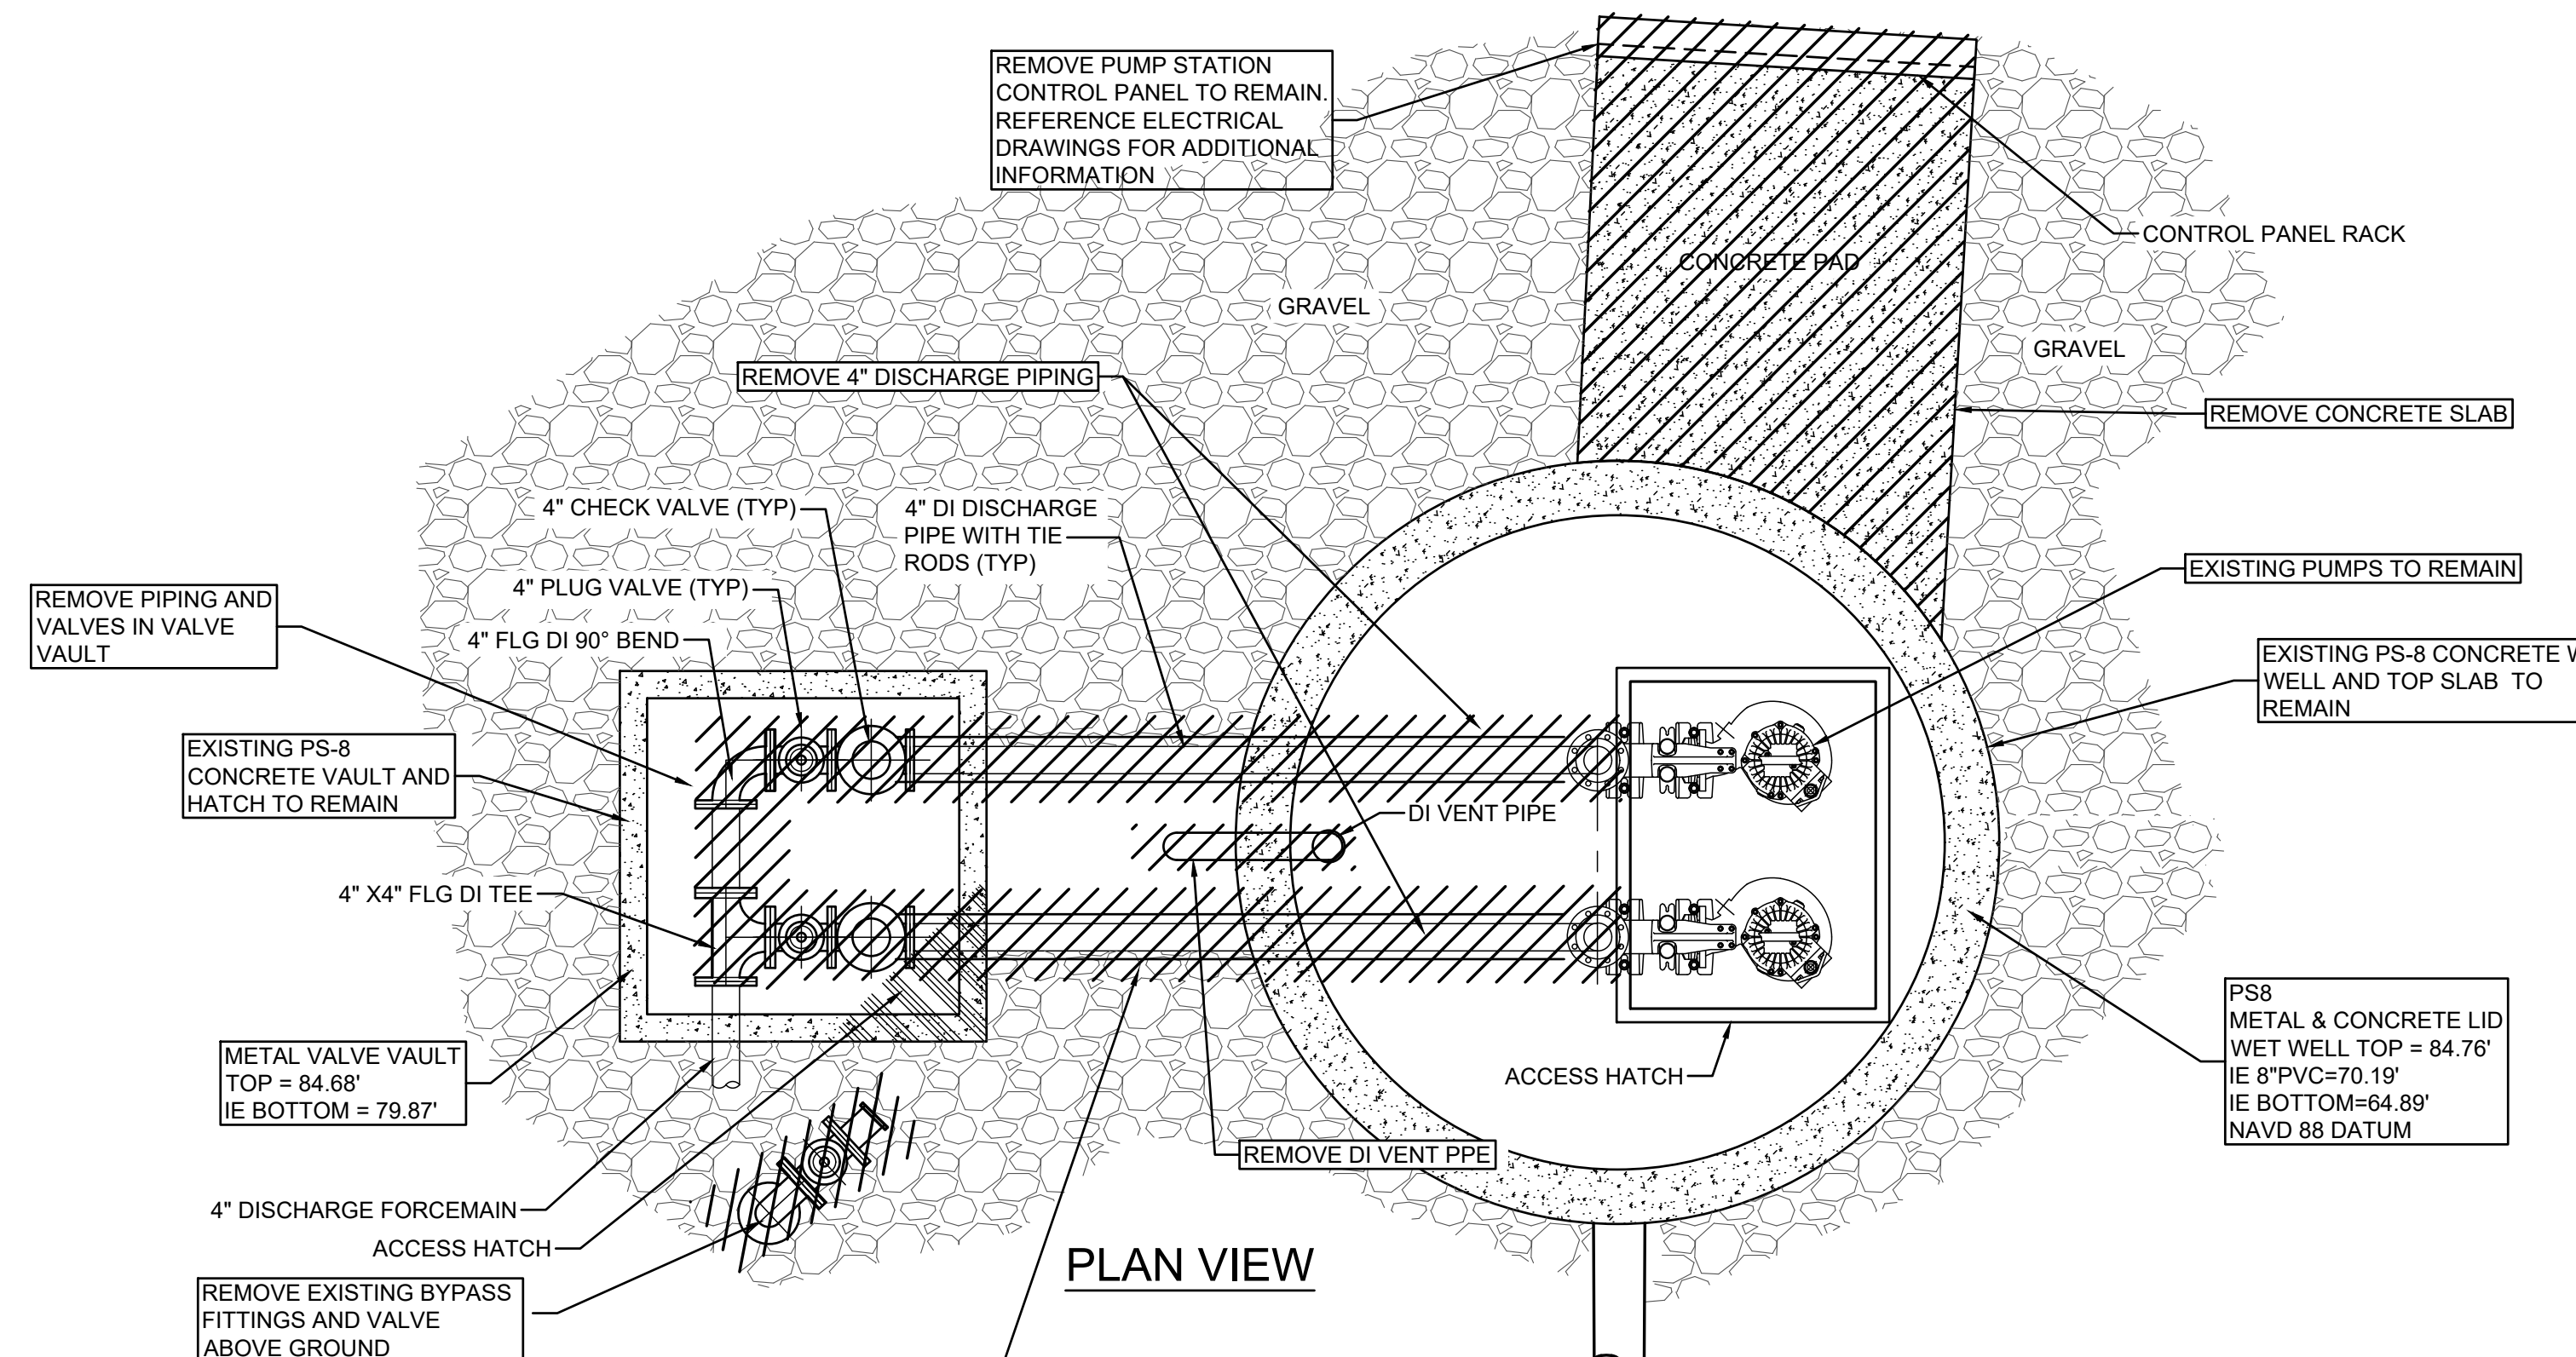 REMOVE PUMP STATION
CONTROL PANEL TO REMAIN.
REFERENCE ELECTRICAL
DRAWINGS FOR ADDITIONAL
INFORMATION
CONTROL PANEL RACK
CONCRETE PAD
GRAVEL
GRAVEL
REMOVE 4" DISCHARGE PIPING
REMOVE CONCRETE SLAB
4" CHECK VALVE (TYP)
4" DI DISCHARGE
PIPE WITH TIE
RODS (TYP)
4" PLUG VALVE (TYP)
4" FLG DI 90° BEND
EXISTING PUMPS TO REMAIN
REMOVE PIPING AND
VALVES IN VALVE
VAULT
EXISTING PS-8 CONCRETE W
WELL AND TOP SLAB TO
REMAIN
EXISTING PS-8
CONCRETE VAULT AND
HATCH TO REMAIN
DI VENT PIPE
4" X4" FLG DI TEE
METAL VALVE VAULT
TOP = 84.68'
IE BOTTOM = 79.87'
ACCESS HATCH
PS8
METAL & CONCRETE LID
WET WELL TOP = 84.76'
IE 8"PVC=70.19'
IE BOTTOM=64.89'
NAVD 88 DATUM
REMOVE DI VENT PPE
4" DISCHARGE FORCEMAIN
ACCESS HATCH
REMOVE EXISTING BYPASS
FITTINGS AND VALVE
ABOVE GROUND
PLAN VIEW